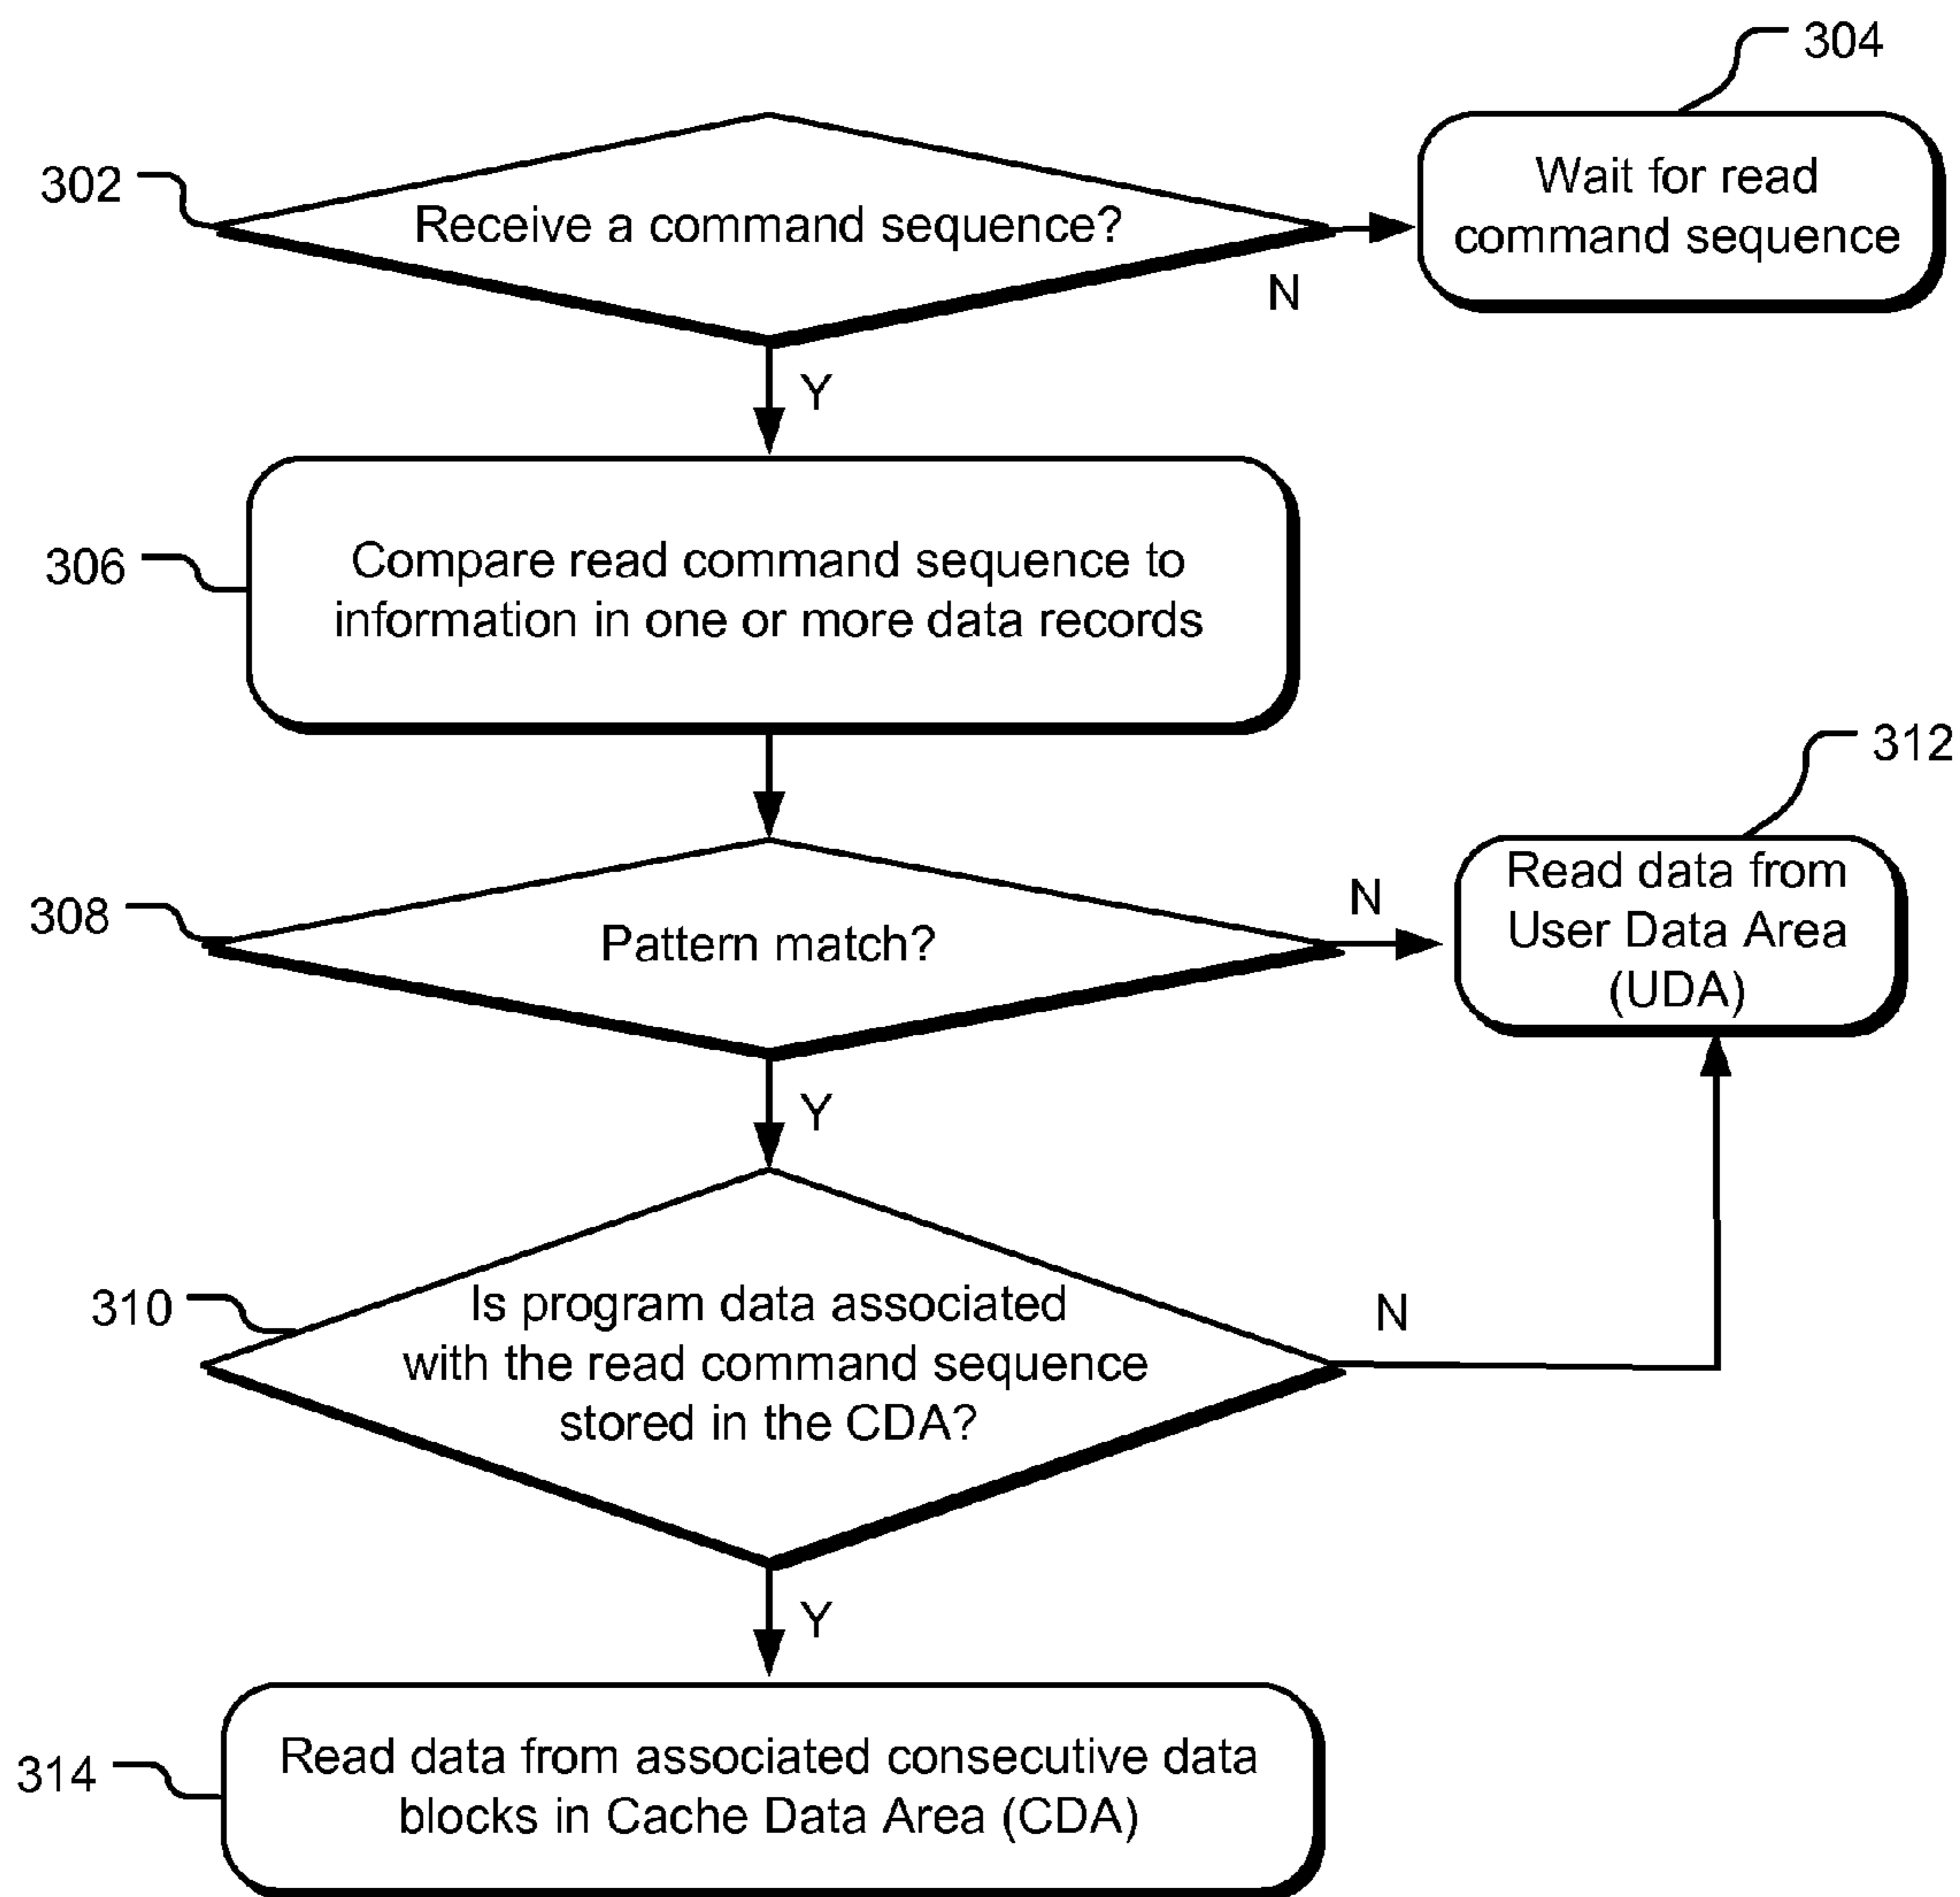 304
302
Receive a command sequence?
Wait for read
command sequence
N
Y
306
Compare read command sequence to
information in one or more data records
312
308
Pattern match?
N
Read data from
User Data Area
(UDA)
Y
310
Is program data associated
with the read command sequence
stored in the CDA?
N
Y
314
Read data from associated consecutive data
blocks in Cache Data Area (CDA)